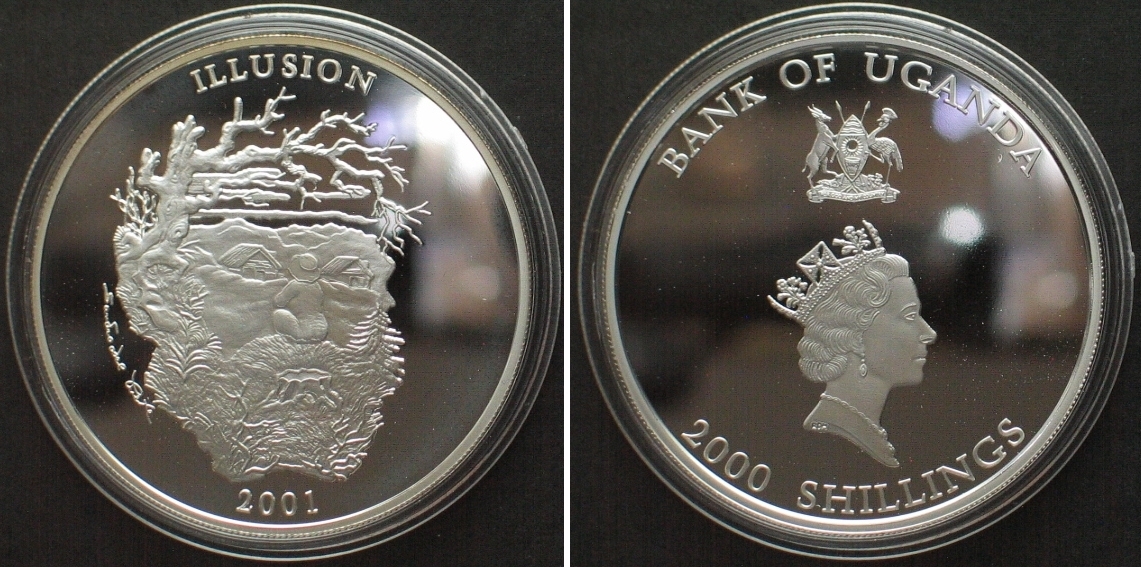 ILLUSION
2001
BANK OF UGANDA
2000 SHILLINGS